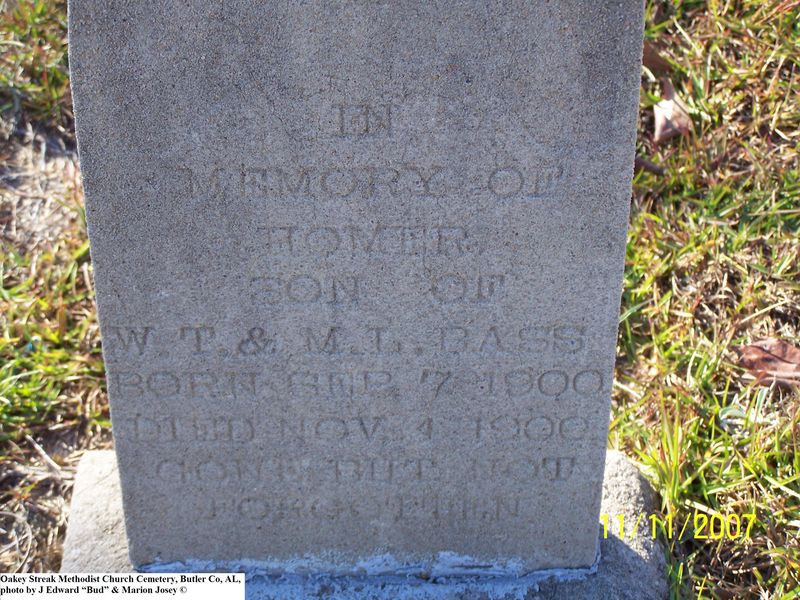 IN
MEMORY OF
HOMER
SON OF
W. T. & M. L. BASS
BORN SEP. 7 1900
DIED NOV. 4 1900
GONE BUT NOT
FORGOTTEN
11/11/2007
Oakey Streak Methodist Church Cemetery, Butler Co, AL,
photo by J Edward “Bud” & Marion Josey ©